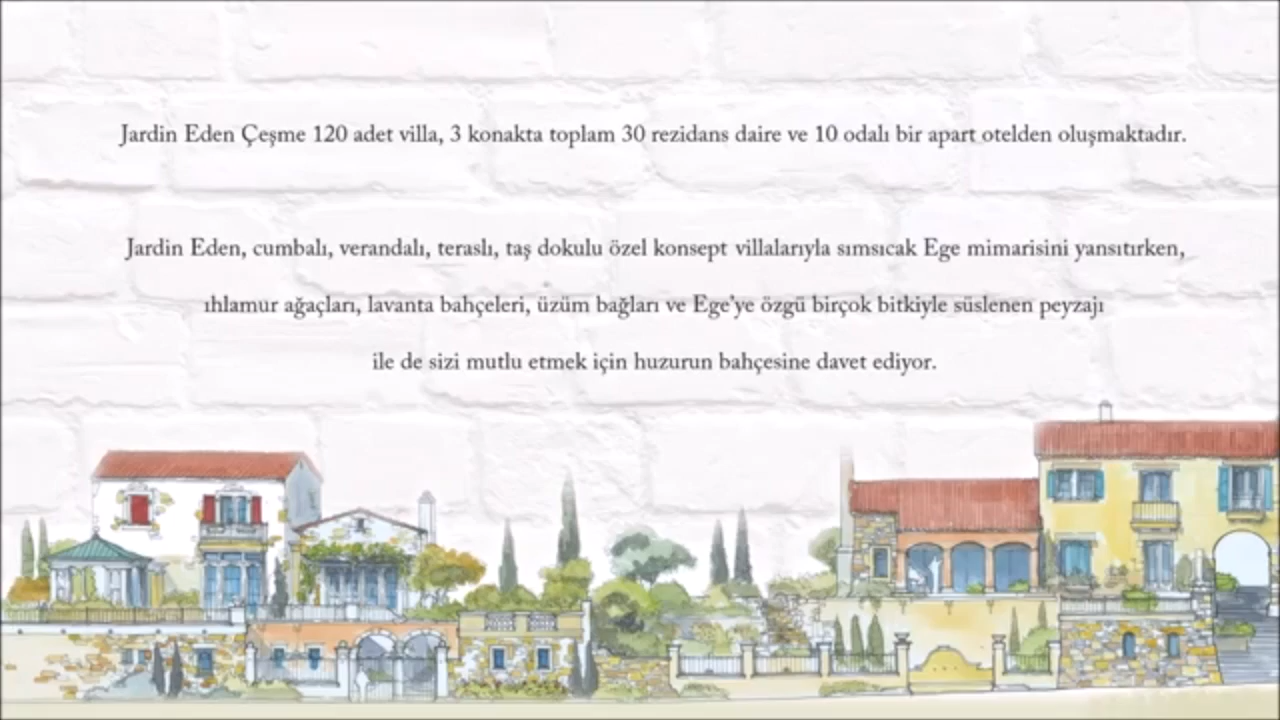 Jardin Eden Çeşme 120 adet villa, 3 konakta toplam 30 rezidans daire ve 10 odalı bir apart otelden oluşmaktadır.
Jardin Eden, cumbalı, verandalı, teraslı, taş dokulu özel konsept villalarıyla sımsıcak Ege mimarisini yansıtırken,
ıhlamur ağaçları, lavanta bahçeleri, üzüm bağları ve Ege'ye özgü birçok bitkiyle süslenen peyzajı
ile de sizi mutlu etmek için huzurun bahçesine davet ediyor.